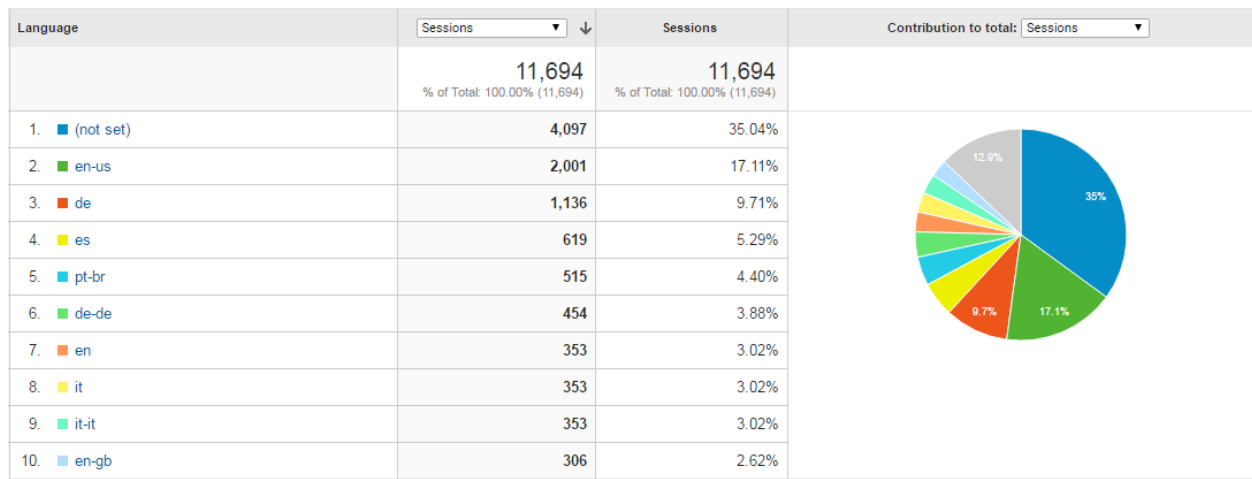 Language Sessions Sessions Contribution to total: Sessions
11,694 11,694
% of Total: 100.00% (11,694) % of Total: 100.00% (11,694)
1. (not set) 4,097 35.04%
2. en-us 2,001 17.11%
3. de 1,136 9.71%
4. es 619 5.29%
5. pt-br 515 4.40%
6. de-de 454 3.88%
7. en 353 3.02%
8. it 353 3.02%
9. it-it 353 3.02%
10. en-gb 306 2.62%
12.9%
35%
9.7% 17.1%